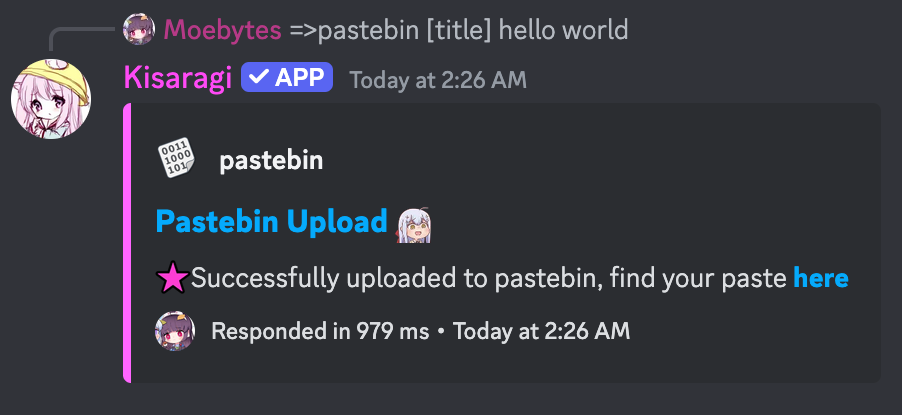 Moebytes =>pastebin [title] hello world
Kisaragi ✓ APP Today at 2:26 AM
0011
1000
101
pastebin
Pastebin Upload
Successfully uploaded to pastebin, find your paste here
Responded in 979 ms • Today at 2:26 AM